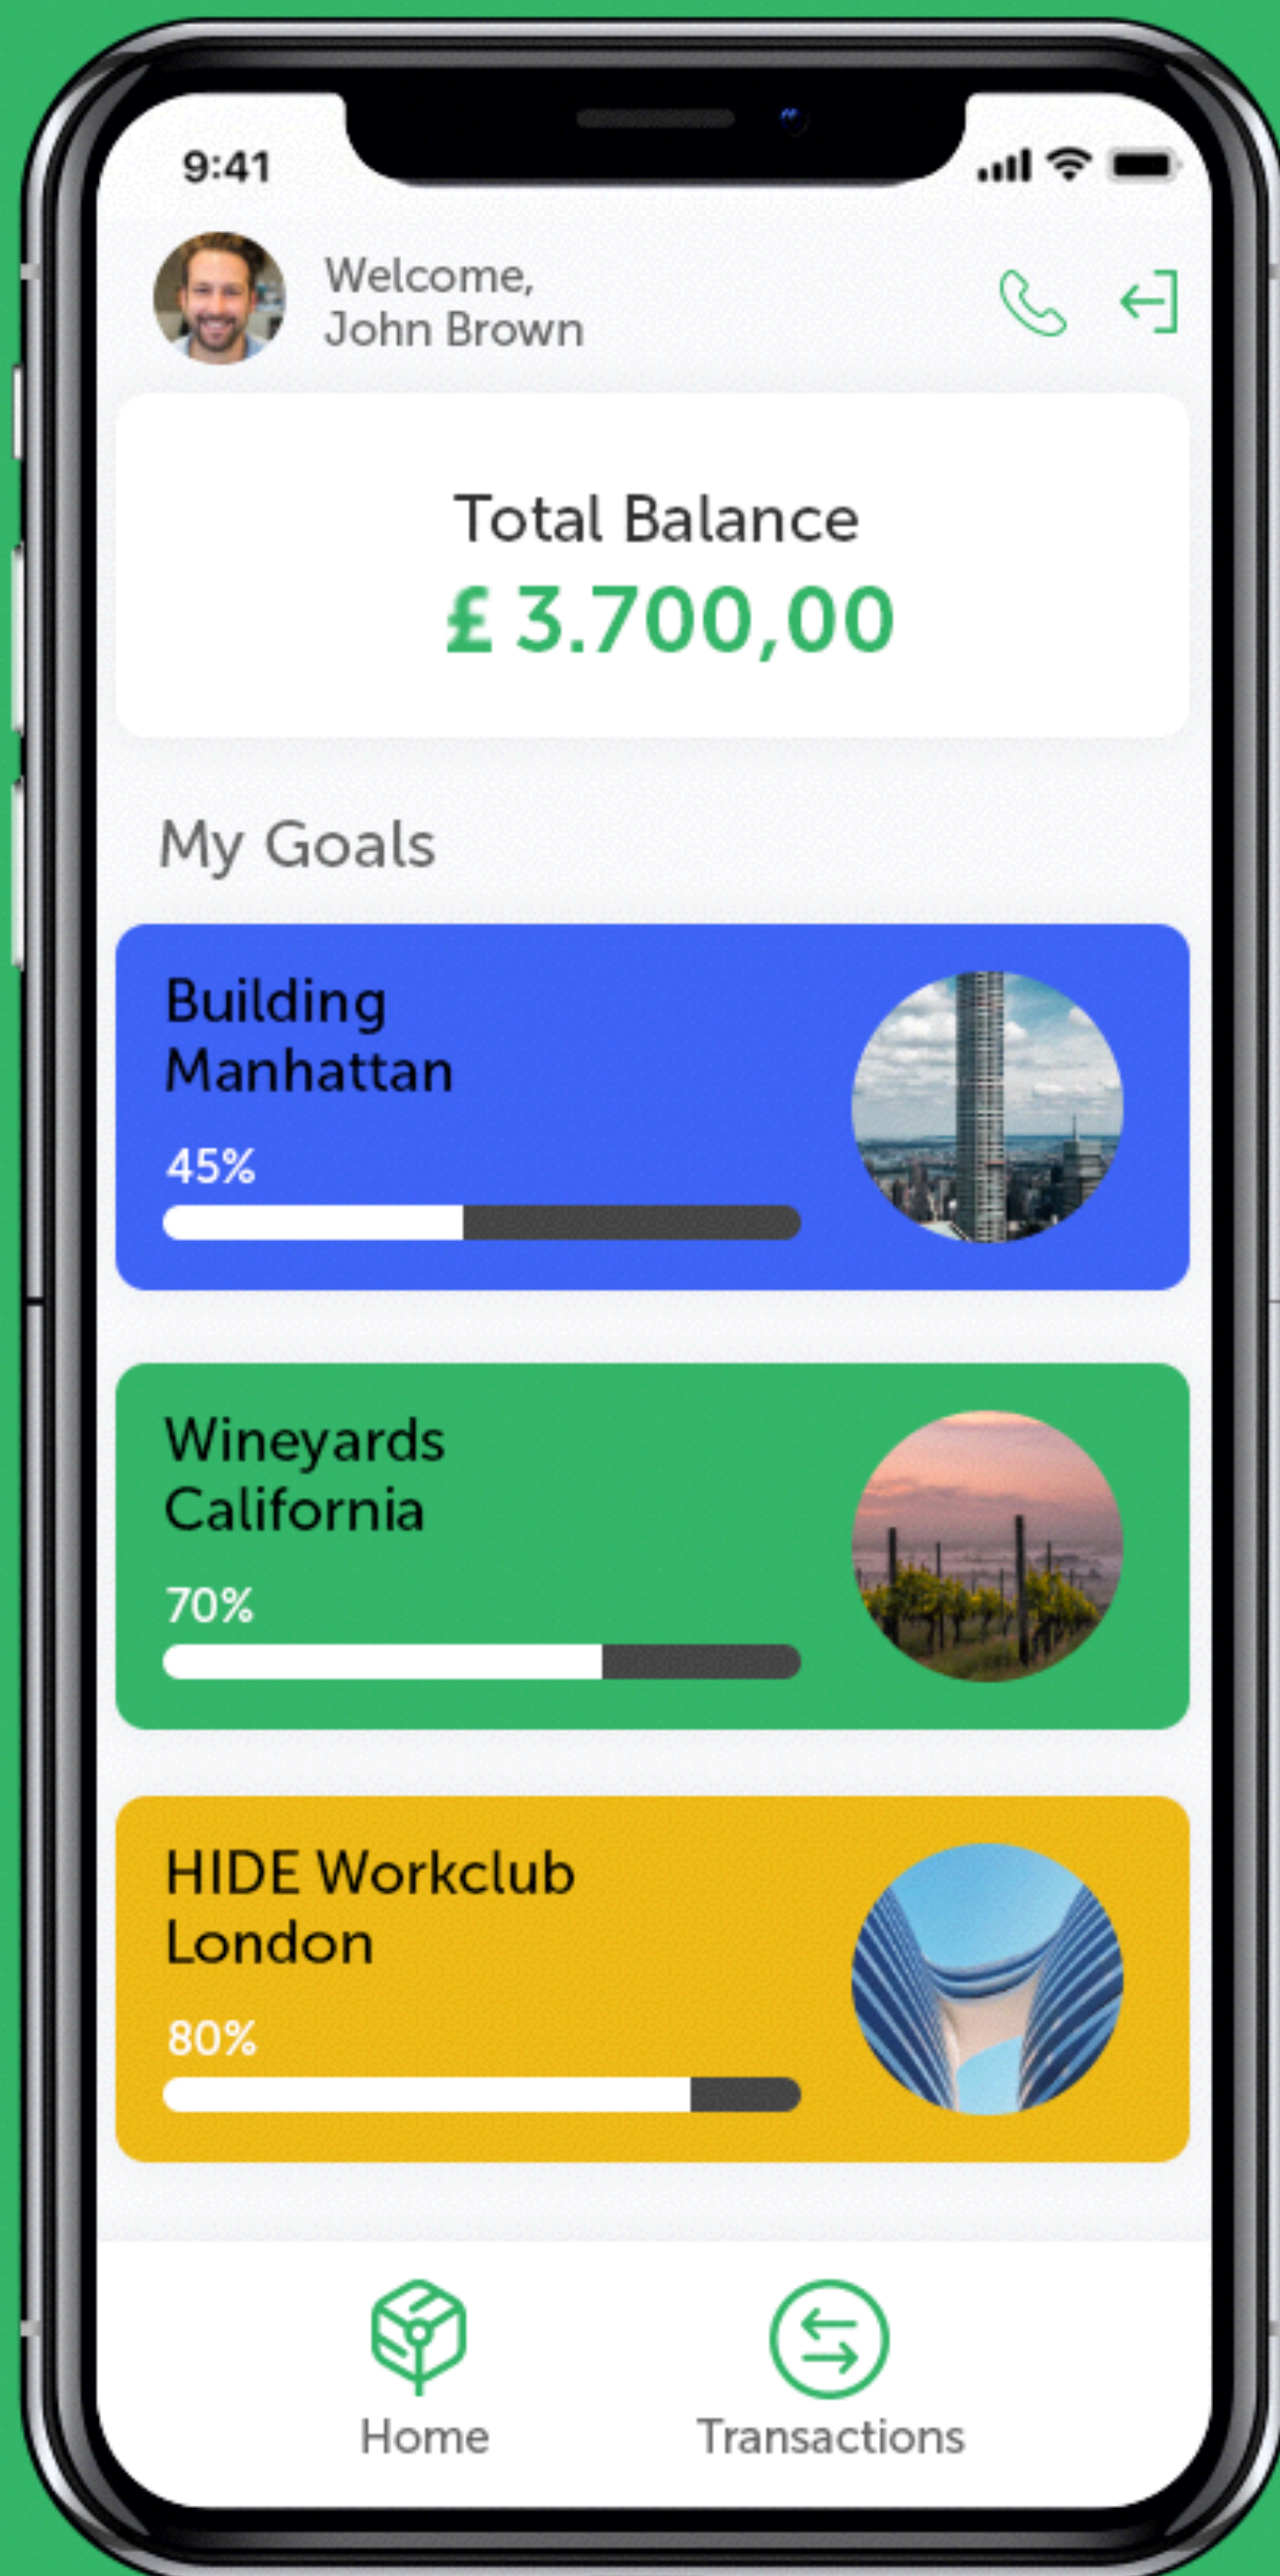 9:41
Welcome,
John Brown
Total Balance
£ 3.700,00
My Goals
Building
Manhattan
45%
Wineyards
California
70%
HIDE Workclub
London
80%
Home
Transactions